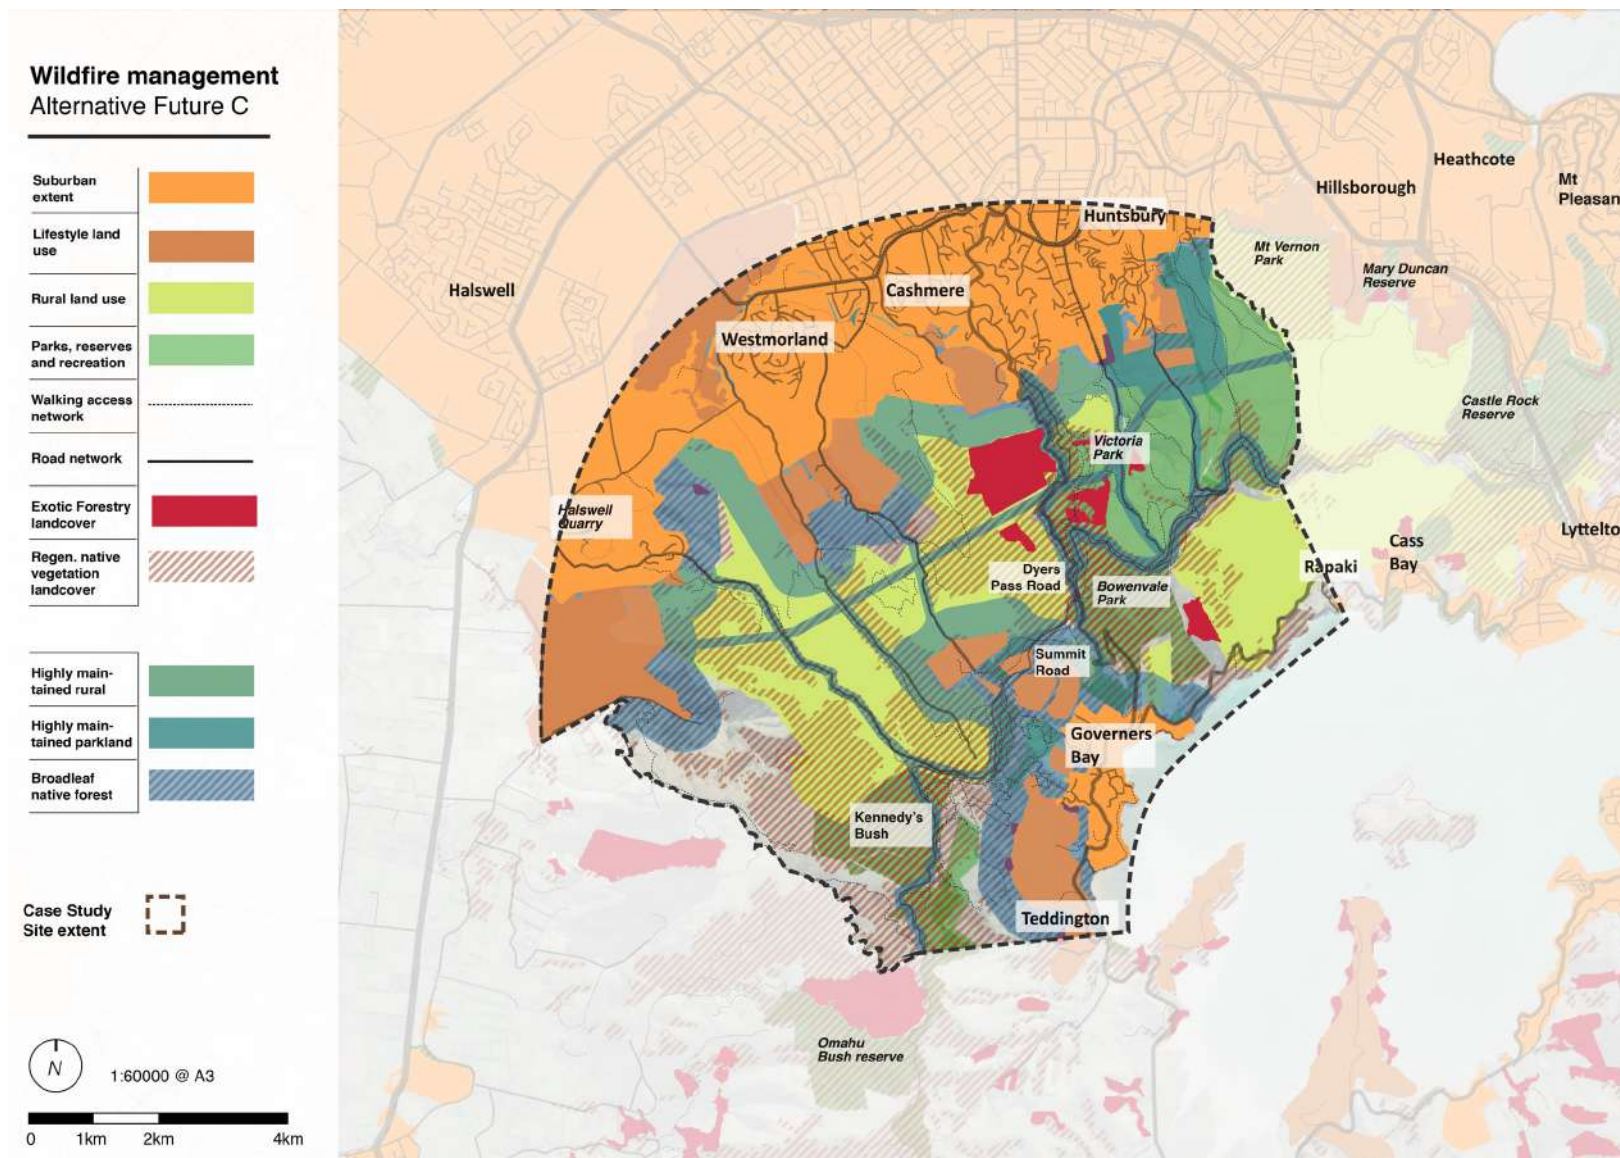 Wildfire management
Alternative Future C
Suburban
extent
Lifestyle land
use
Rural land use
Parks, reserves
and recreation
Walking access
network
Road network
Exotic Forestry
landcover
Regen. native
vegetation
landcover
Highly main-
tained rural
Highly main-
tained parkland
Broadleaf
native forest
Case Study
Site extent
N
1:60000 @ A3
0 1km 2km 4km
Heathcote
Hillsborough
Mt
Pleasan
Huntsbury
Mt Vernon
Park
Mary Duncan
Reserve
Halswell
Cashmere
Westmorland
Castle Rock
Reserve
Victoria
Park
Halswell
Quarry
Lyttelto
Cass
Bay
Rapaki
Dyers
Pass Road
Bowenvale
Park
Summit
Road
Governers
Bay
Kennedy's
Bush
Teddington
Omahu
Bush reserve